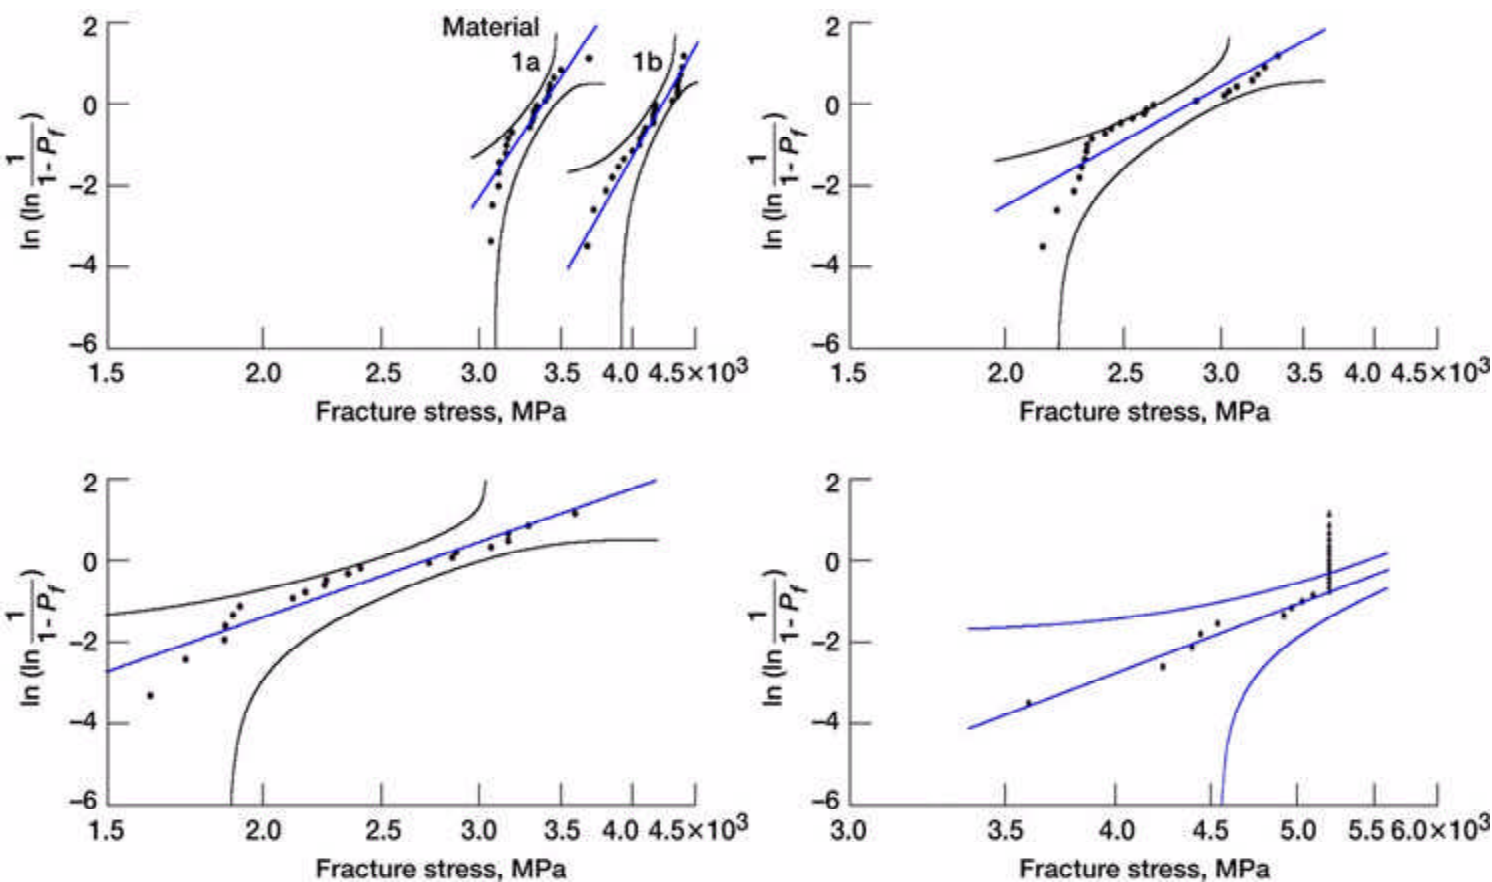 Material
1a
1b
2
0
−2
−4
−6
ln (ln 1/1- Pf)
1.5 2.0 2.5 3.0 3.5 4.0 4.5×10³
Fracture stress, MPa
2
0
−2
−4
−6
ln (ln 1/1- Pf)
1.5 2.0 2.5 3.0 3.5 4.0 4.5×10³
Fracture stress, MPa
2
0
−2
−4
−6
ln (ln 1/1- Pf)
1.5 2.0 2.5 3.0 3.5 4.0 4.5×10³
Fracture stress, MPa
2
0
−2
−4
−6
ln (ln 1/1- Pf)
3.0 3.5 4.0 4.5 5.0 5.5 6.0×10³
Fracture stress, MPa